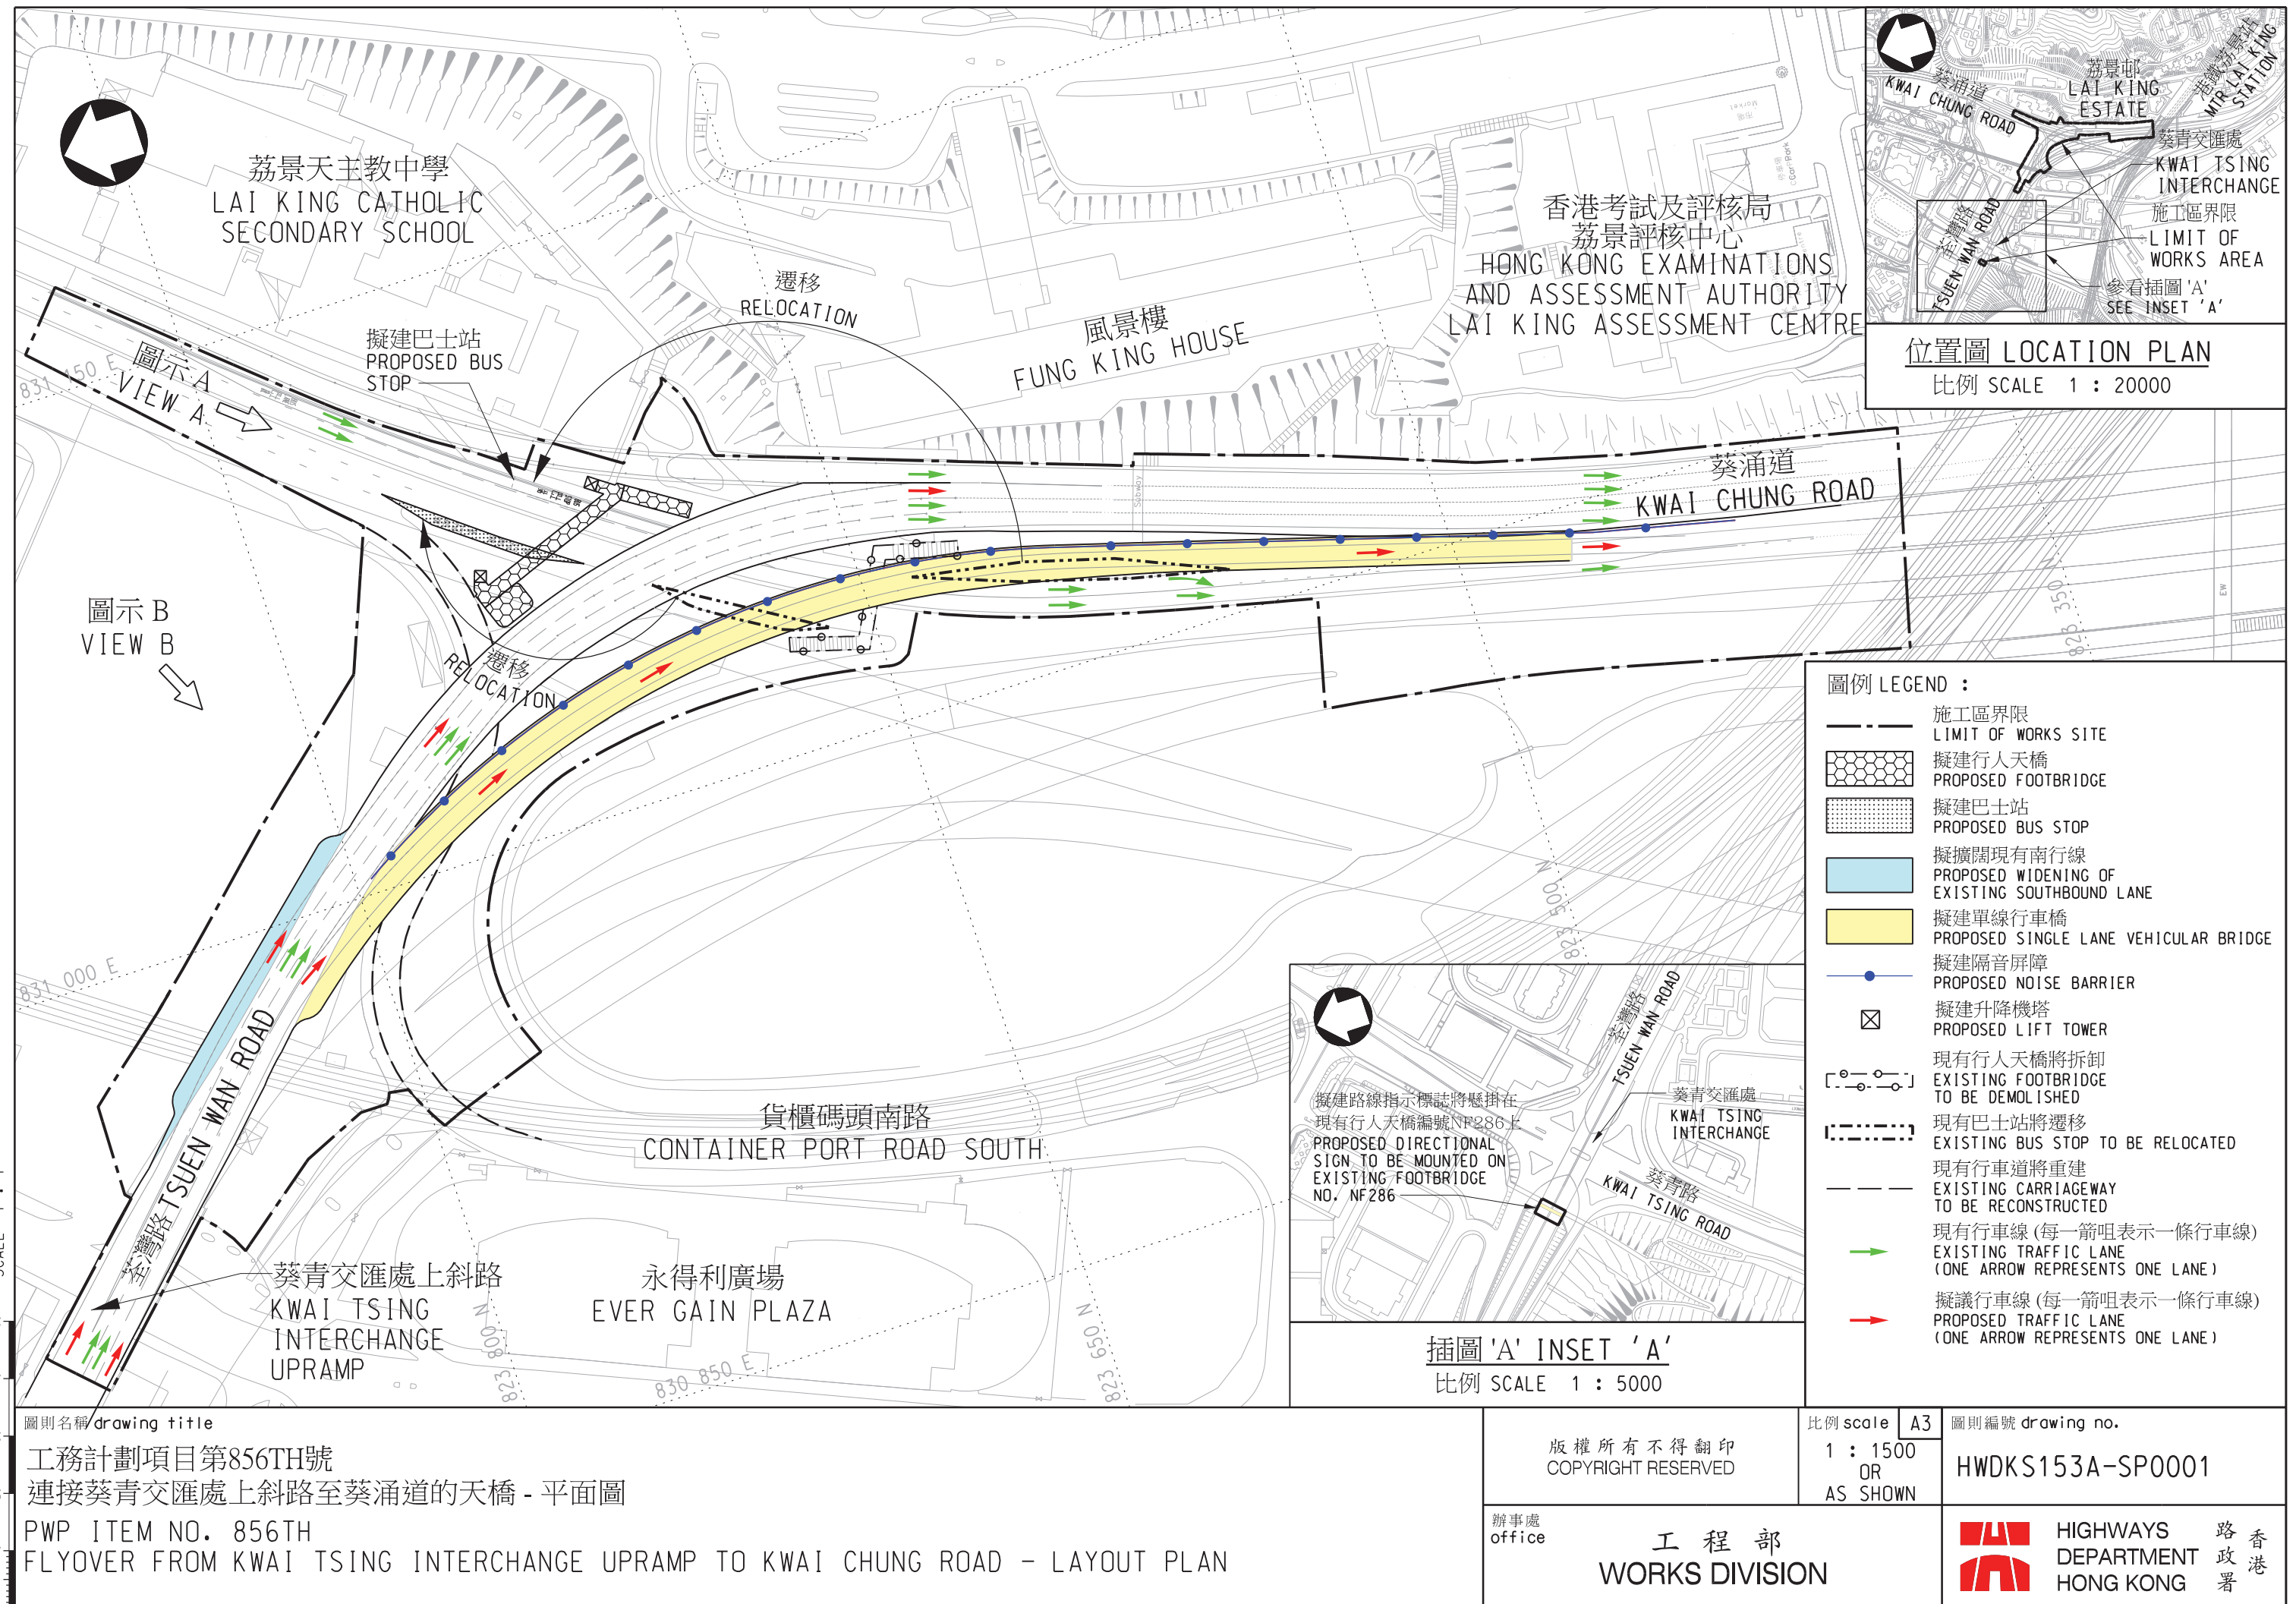 荔景天主教中學
LAI KING CATHOLIC
SECONDARY SCHOOL
遷移
RELOCATION
擬建巴士站
PROPOSED BUS
STOP
圖示 A
VIEW A
831 150 E
風景樓
FUNG KING HOUSE
香港考試及評核局
荔景評核中心
HONG KONG EXAMINATIONS
AND ASSESSMENT AUTHORITY
LAI KING ASSESSMENT CENTRE
市場
Market
Car Park
葵涌道
KWAI CHUNG ROAD
荔景邨
LAI KING
ESTATE
港鐵荔景站
MTR LAI KING
STATION
葵青交匯處
KWAI TSING
INTERCHANGE
施工區界限
LIMIT OF
WORKS AREA
荃灣路
TSUEN WAN ROAD
參看插圖 'A'
SEE INSET 'A'
位置圖 LOCATION PLAN
比例 SCALE 1 : 20000
Subway
葵涌道
KWAI CHUNG ROAD
圖示 B
VIEW B
遷移
RELOCATION
EW
823 350 N
823 500 N
831 000 E
荃灣路 TSUEN WAN ROAD
貨櫃碼頭南路
CONTAINER PORT ROAD SOUTH
葵青交匯處上斜路
KWAI TSING
INTERCHANGE
UPRAMP
永得利廣場
EVER GAIN PLAZA
823 800 N
830 850 E
823 650 N
荃灣路
TSUEN WAN ROAD
擬建路線指示標誌將懸掛在
現有行人天橋編號NF286上
PROPOSED DIRECTIONAL
SIGN TO BE MOUNTED ON
EXISTING FOOTBRIDGE
NO. NF286
葵青交匯處
KWAI TSING
INTERCHANGE
葵青路
KWAI TSING ROAD
插圖 'A' INSET 'A'
比例 SCALE 1 : 5000
圖例 LEGEND :
施工區界限
LIMIT OF WORKS SITE
擬建行人天橋
PROPOSED FOOTBRIDGE
擬建巴士站
PROPOSED BUS STOP
擬擴闊現有南行線
PROPOSED WIDENING OF
EXISTING SOUTHBOUND LANE
擬建單線行車橋
PROPOSED SINGLE LANE VEHICULAR BRIDGE
擬建隔音屏障
PROPOSED NOISE BARRIER
擬建升降機塔
PROPOSED LIFT TOWER
現有行人天橋將拆卸
EXISTING FOOTBRIDGE
TO BE DEMOLISHED
現有巴士站將遷移
EXISTING BUS STOP TO BE RELOCATED
現有行車道將重建
EXISTING CARRIAGEWAY
TO BE RECONSTRUCTED
現有行車線 (每一箭咀表示一條行車線)
EXISTING TRAFFIC LANE
(ONE ARROW REPRESENTS ONE LANE)
擬議行車線 (每一箭咀表示一條行車線)
PROPOSED TRAFFIC LANE
(ONE ARROW REPRESENTS ONE LANE)
圖則名稱 drawing title
工務計劃項目第856TH號
連接葵青交匯處上斜路至葵涌道的天橋 - 平面圖
PWP ITEM NO. 856TH
FLYOVER FROM KWAI TSING INTERCHANGE UPRAMP TO KWAI CHUNG ROAD - LAYOUT PLAN
版權所有不得翻印
COPYRIGHT RESERVED
比例 scale A3
1 : 1500
OR
AS SHOWN
圖則編號 drawing no.
HWDKS153A-SP0001
辦事處
office
工程部
WORKS DIVISION
HIGHWAYS
DEPARTMENT
HONG KONG
香港
路政署